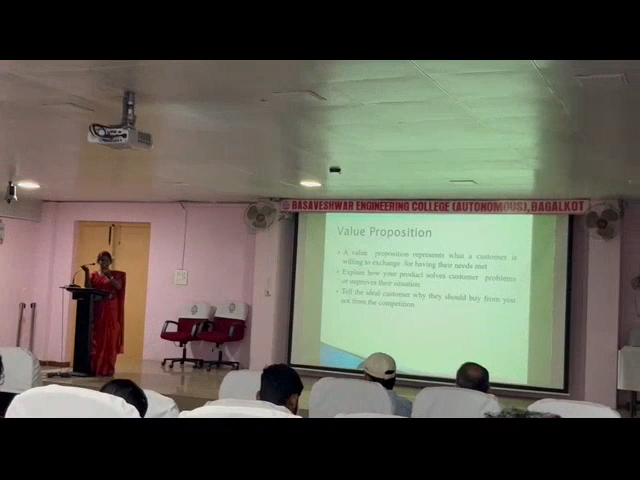 BASAVESHWAR ENGINEERING COLLEGE (AUTONOMOUS), BAGALKOT
Value Proposition
A value proposition represents what a customer is
willing to exchange for having their needs met
Explain how your product solves customer problems
or improves their situation
Tell the ideal customer why they should buy from you
not from the competition